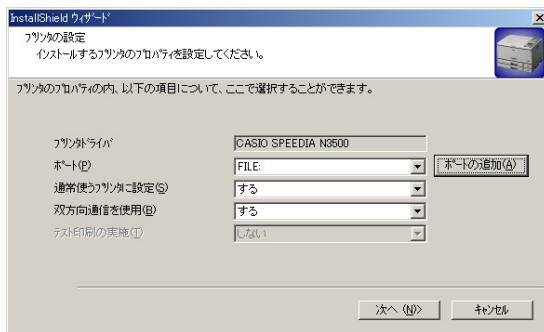 InstallShield ウィザード
プリンタの設定
インストールするプリンタのプロパティを設定してください。
プリンタのプロパティの内、以下の項目について、ここで選択することができます。
プリンタドライバ CASIO SPEEDIA N3500
ポート(P) FILE: ポートの追加(A)
通常使うプリンタに設定(S) する
双方向通信を使用(B) する
テスト印刷の実施(T) しない
次へ (N)> キャンセル